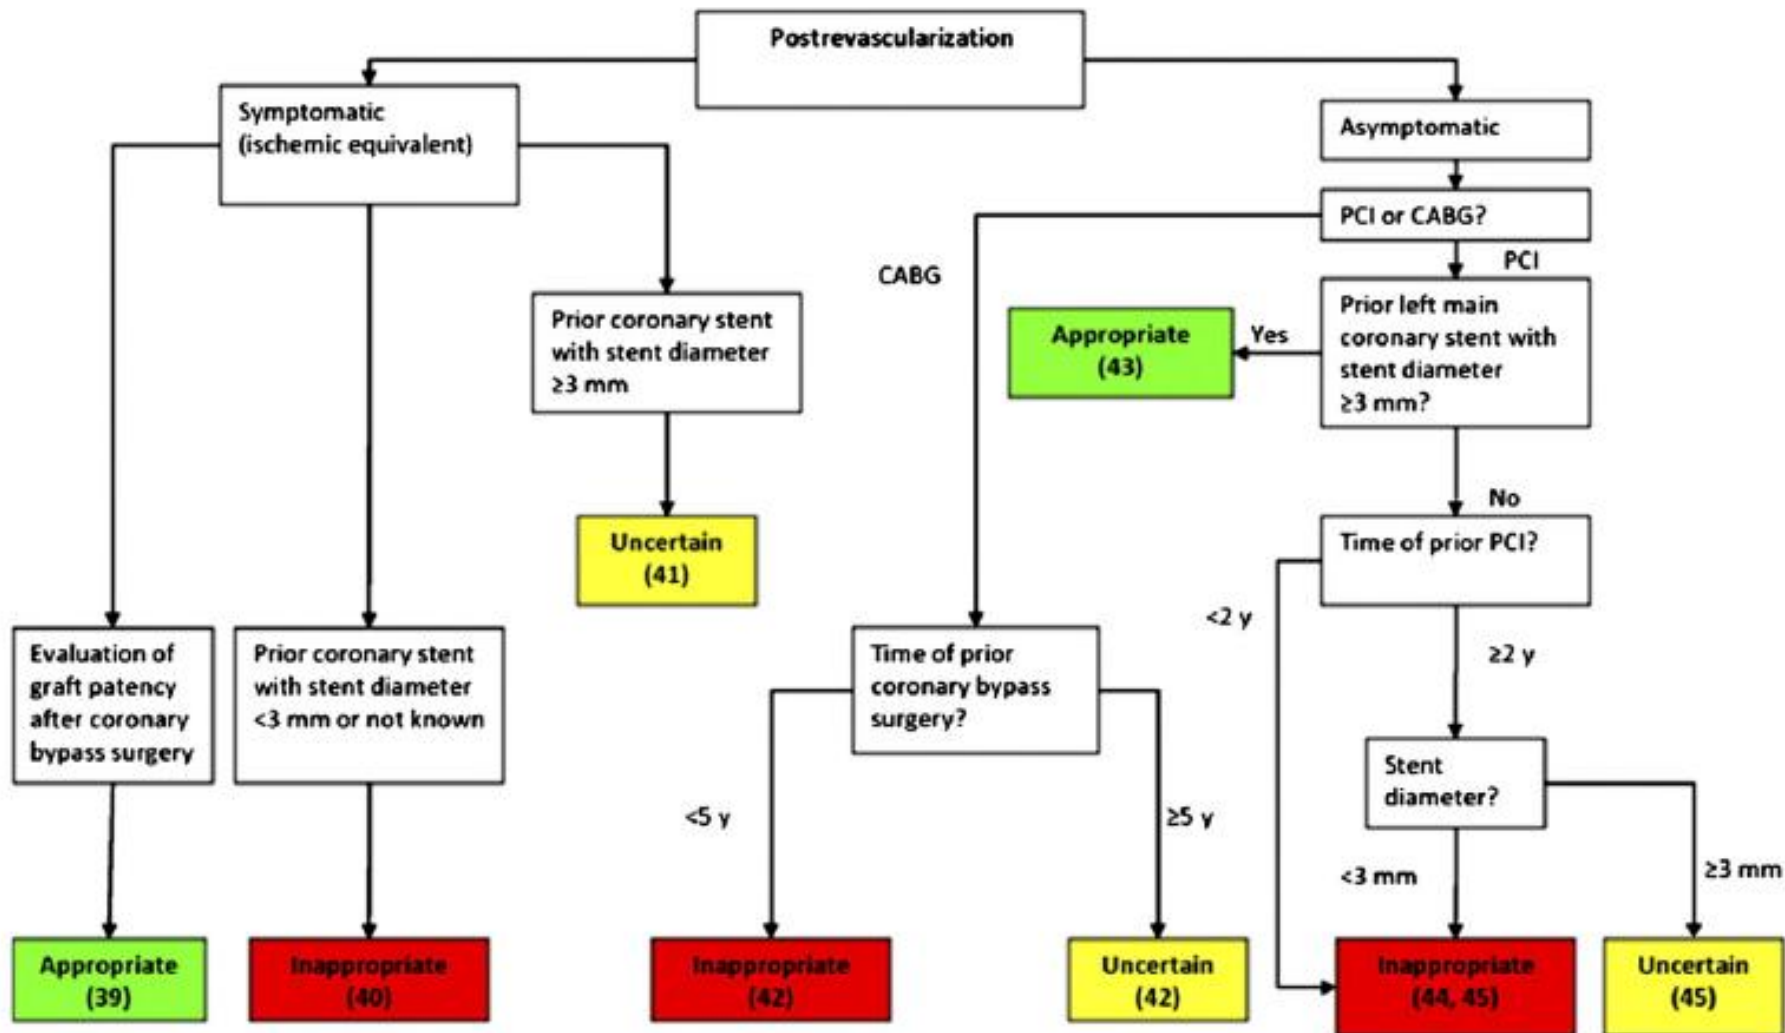 Postrevascularization
Symptomatic
(ischemic equivalent)
Asymptomatic
PCI or CABG?
CABG
PCI
Prior coronary stent
with stent diameter
≥3 mm
Appropriate
(43)
Yes
Prior left main
coronary stent with
stent diameter
≥3 mm?
No
Uncertain
(41)
Time of prior PCI?
<2 y
≥2 y
Evaluation of
graft patency
after coronary
bypass surgery
Prior coronary stent
with stent diameter
<3 mm or not known
Time of prior
coronary bypass
surgery?
Stent
diameter?
<5 y
≥5 y
<3 mm
≥3 mm
Appropriate
(39)
Inappropriate
(40)
Inappropriate
(42)
Uncertain
(42)
Inappropriate
(44, 45)
Uncertain
(45)